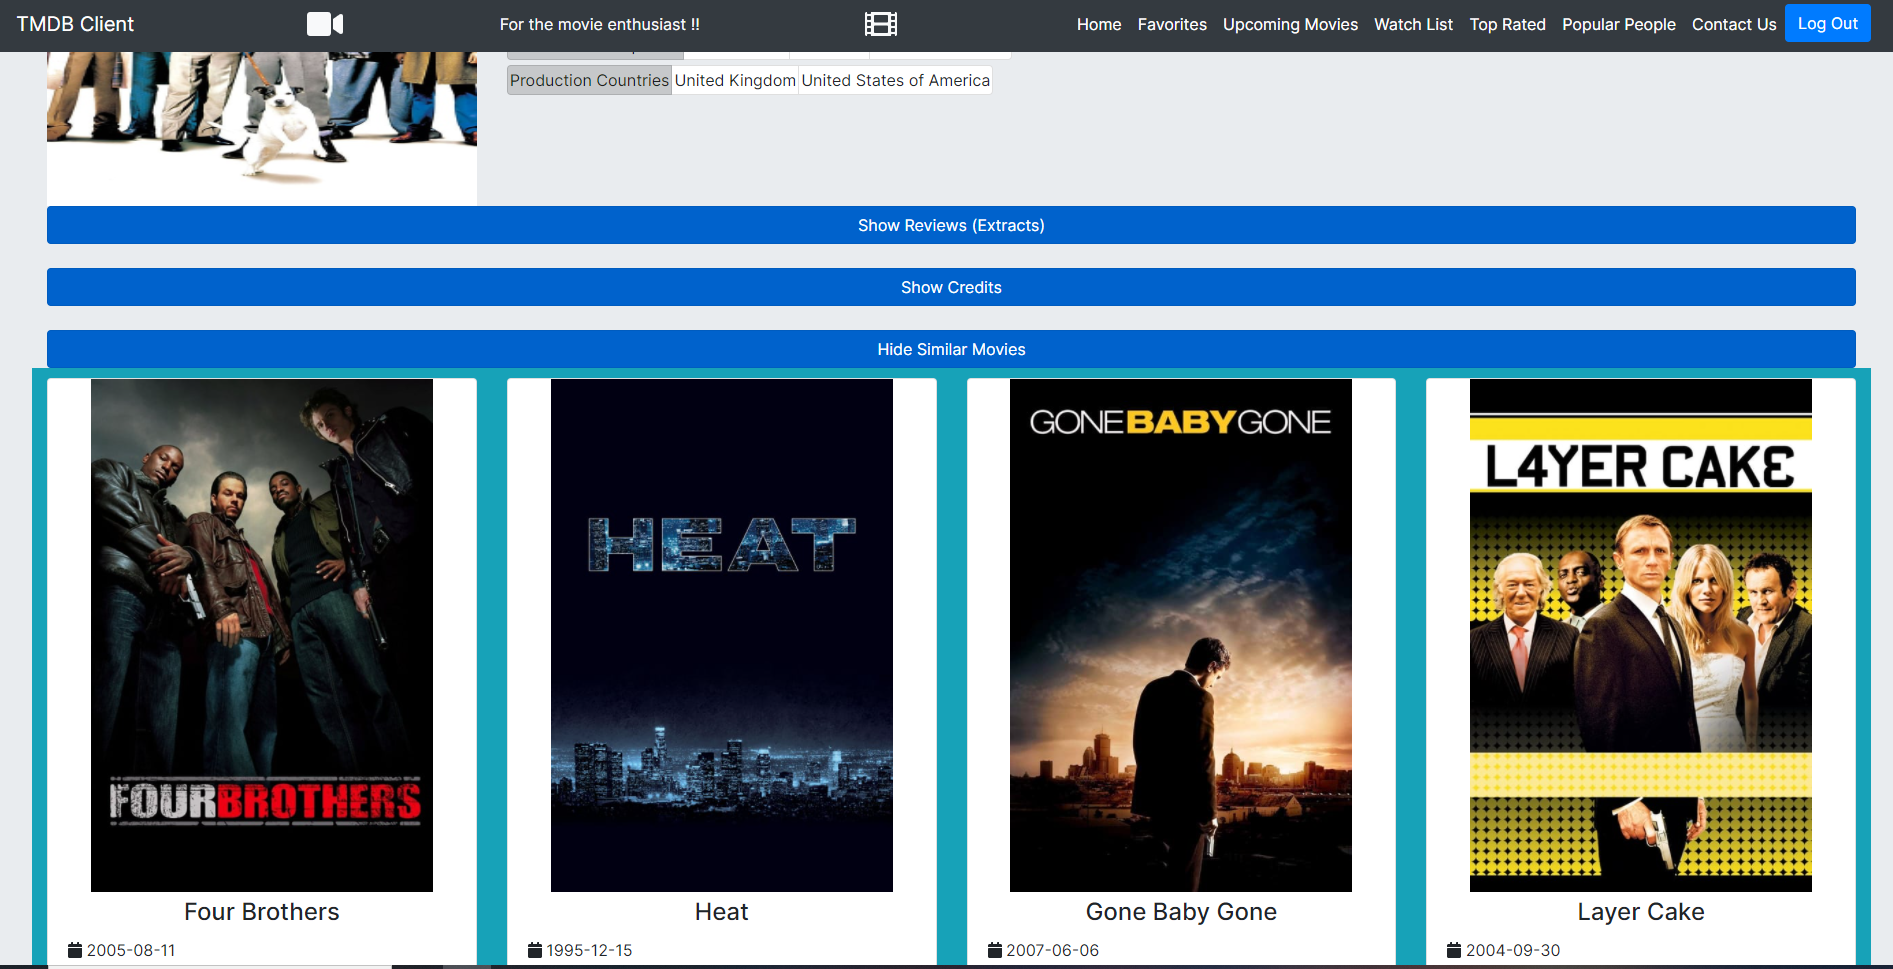 TMDB Client For the movie enthusiast !! Home Favorites Upcoming Movies Watch List Top Rated Popular People Contact Us Log Out
Production Countries United Kingdom United States of America
Show Reviews (Extracts)
Show Credits
Hide Similar Movies
FOURBROTHERS
HEAT
GONEBABYGONE
L4YER CAKE
Four Brothers Heat Gone Baby Gone Layer Cake
2005-08-11 1995-12-15 2007-06-06 2004-09-30